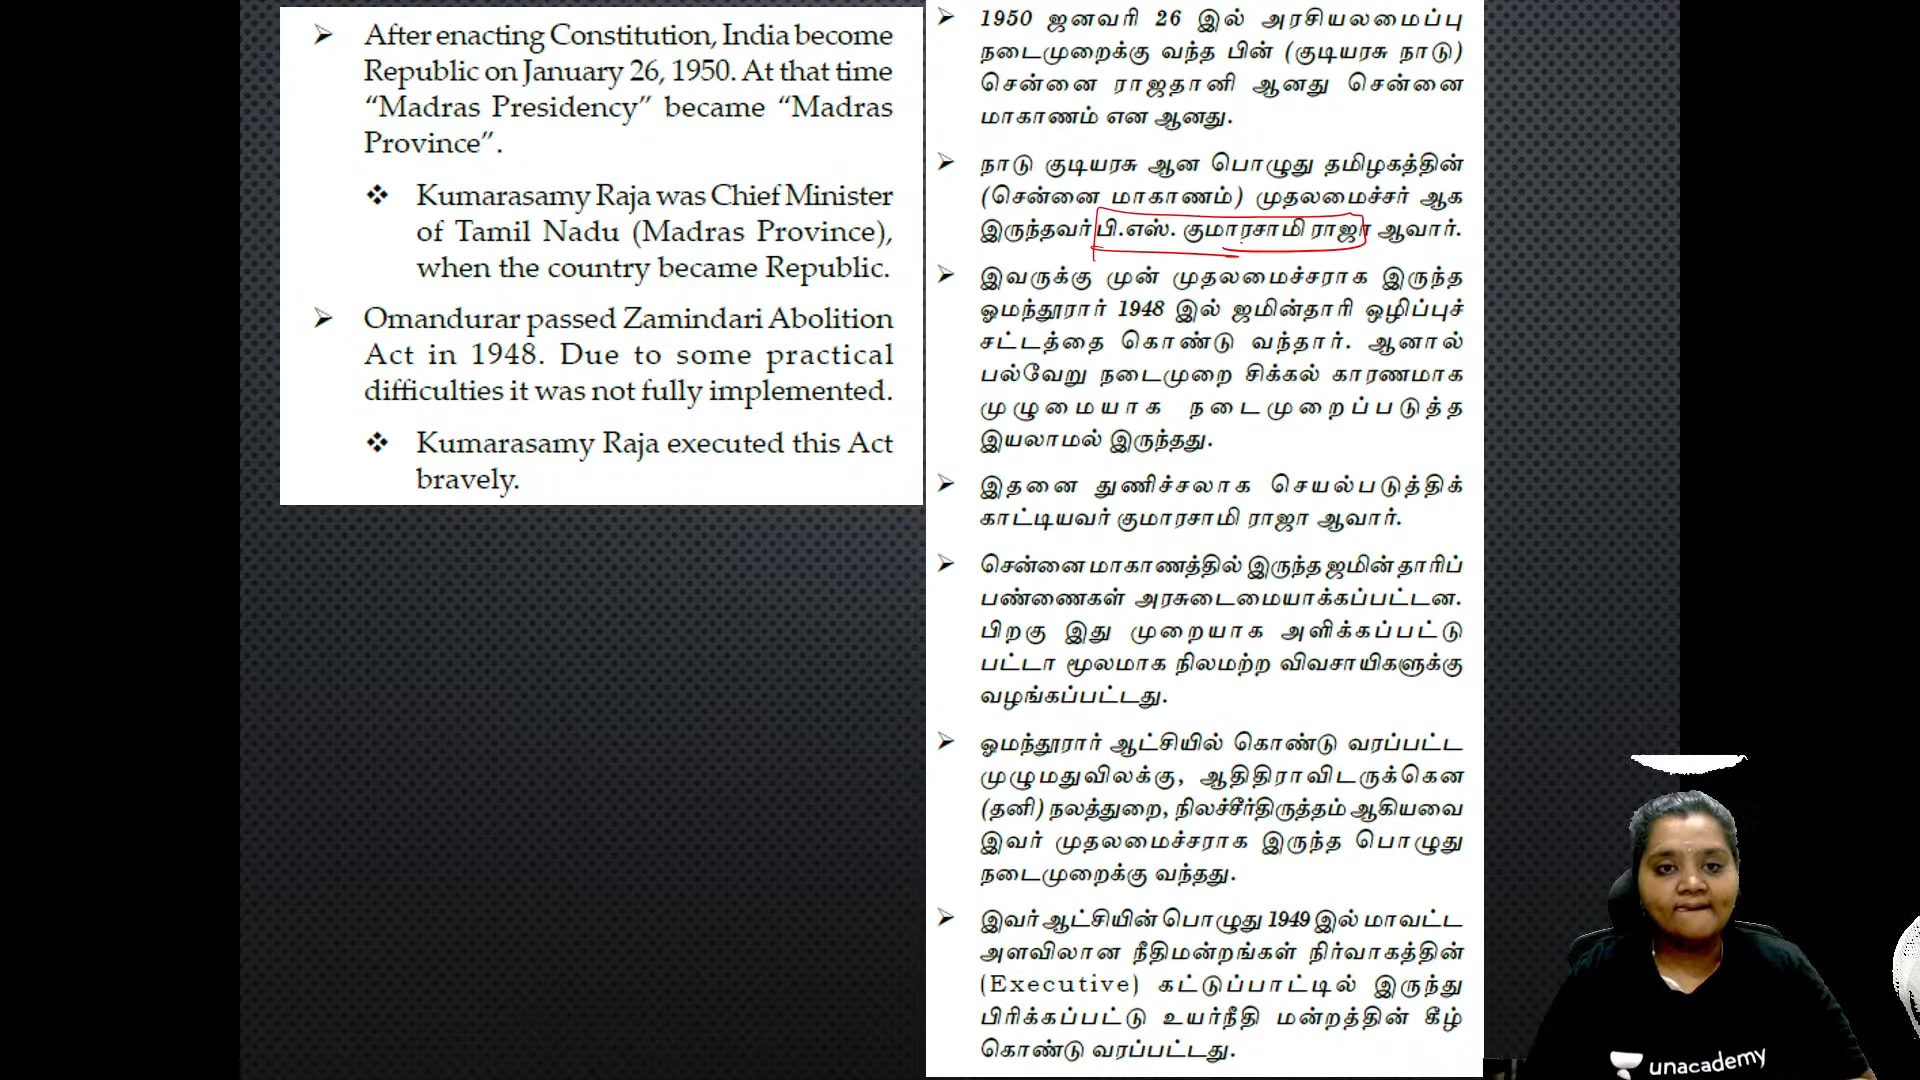 ➢ After enacting Constitution, India become
Republic on January 26, 1950. At that time
“Madras Presidency” became “Madras
Province”.
❖ Kumarasamy Raja was Chief Minister
of Tamil Nadu (Madras Province),
when the country became Republic.
➢ Omandurar passed Zamindari Abolition
Act in 1948. Due to some practical
difficulties it was not fully implemented.
❖ Kumarasamy Raja executed this Act
bravely.
➢ 1950 ஜனவரி 26 இல் அரசியலமைப்பு
நடைமுறைக்கு வந்த பின் (குடியரசு நாடு)
சென்னை ராஜதானி ஆனது சென்னை
மாகாணம் என ஆனது.
➢ நாடு குடியரசு ஆன பொழுது தமிழகத்தின்
(சென்னை மாகாணம்) முதலமைச்சர் ஆக
இருந்தவர் பி.எஸ். குமாரசாமி ராஜா ஆவார்.
➢ இவருக்கு முன் முதலமைச்சராக இருந்த
ஓமந்தூரார் 1948 இல் ஜமின்தாரி ஒழிப்புச்
சட்டத்தை கொண்டு வந்தார். ஆனால்
பல்வேறு நடைமுறை சிக்கல் காரணமாக
முழுமையாக நடைமுறைப்படுத்த
இயலாமல் இருந்தது.
➢ இதனை துணிச்சலாக செயல்படுத்திக்
காட்டியவர் குமாரசாமி ராஜா ஆவார்.
➢ சென்னை மாகாணத்தில் இருந்த ஜமின்தாரிப்
பண்ணைகள் அரசுடைமையாக்கப்பட்டன.
பிறகு இது முறையாக அளிக்கப்பட்டு
பட்டா மூலமாக நிலமற்ற விவசாயிகளுக்கு
வழங்கப்பட்டது.
➢ ஓமந்தூரார் ஆட்சியில் கொண்டு வரப்பட்ட
முழுமதுவிலக்கு, ஆதிதிராவிடருக்கென
(தனி) நலத்துறை, நிலச்சீர்திருத்தம் ஆகியவை
இவர் முதலமைச்சராக இருந்த பொழுது
நடைமுறைக்கு வந்தது.
➢ இவர் ஆட்சியின் பொழுது 1949 இல் மாவட்ட
அளவிலான நீதிமன்றங்கள் நிர்வாகத்தின்
(Executive) கட்டுப்பாட்டில் இருந்து
பிரிக்கப்பட்டு உயர்நீதி மன்றத்தின் கீழ்
கொண்டு வரப்பட்டது.
unacademy